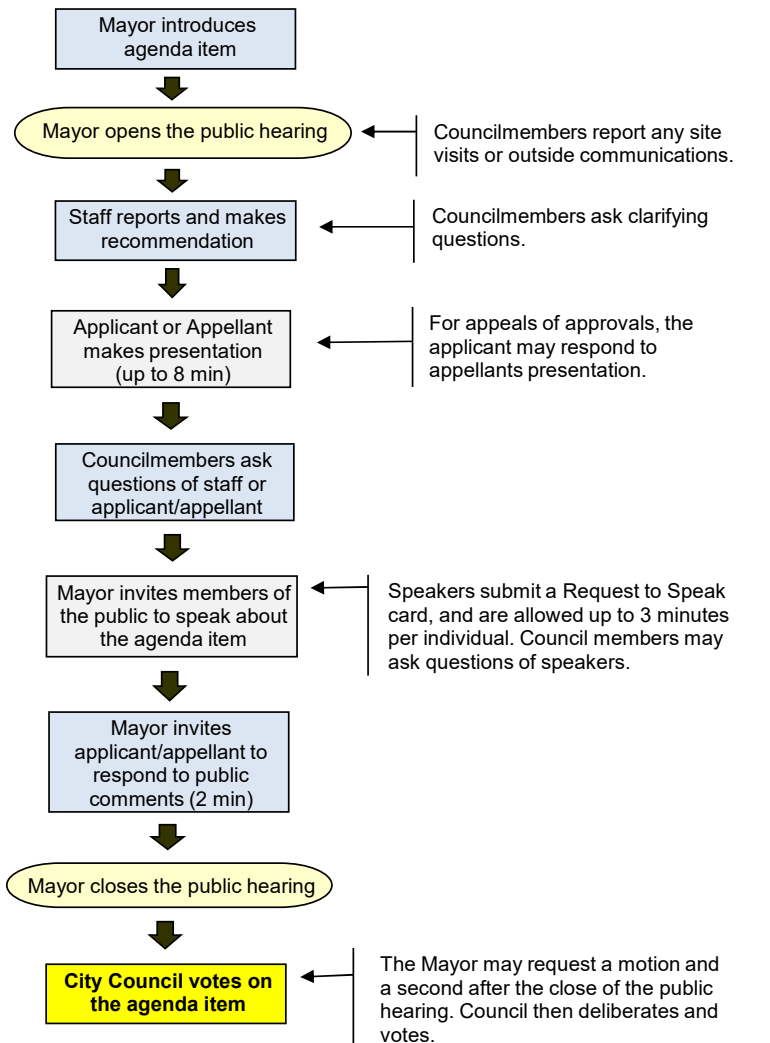 Mayor introduces
agenda item
Mayor opens the public hearing
Councilmembers report any site
visits or outside communications.
Staff reports and makes
recommendation
Councilmembers ask clarifying
questions.
Applicant or Appellant
makes presentation
(up to 8 min)
For appeals of approvals, the
applicant may respond to
appellants presentation.
Councilmembers ask
questions of staff or
applicant/appellant
Mayor invites members of
the public to speak about
the agenda item
Speakers submit a Request to Speak
card, and are allowed up to 3 minutes
per individual. Council members may
ask questions of speakers.
Mayor invites
applicant/appellant to
respond to public
comments (2 min)
Mayor closes the public hearing
City Council votes on
the agenda item
The Mayor may request a motion and
a second after the close of the public
hearing. Council then deliberates and
votes.